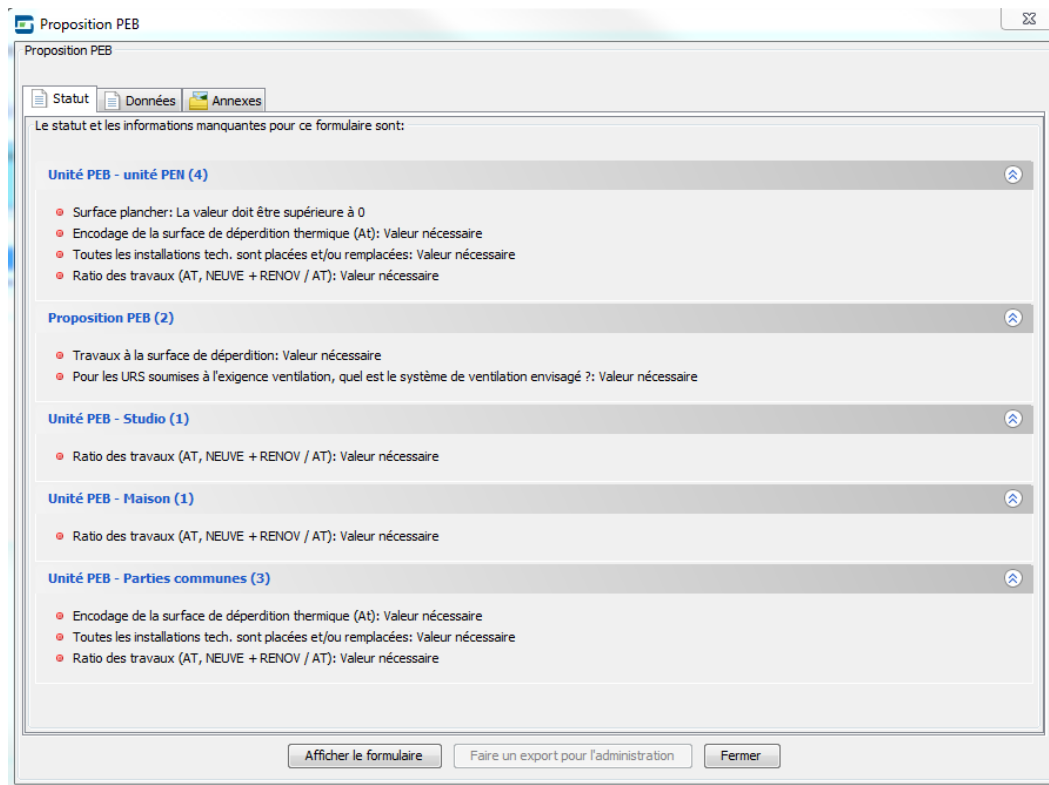 Proposition PEB
Proposition PEB
Statut Données Annexes
Le statut et les informations manquantes pour ce formulaire sont:
Unité PEB - unité PEN (4)
Surface plancher: La valeur doit être supérieure à 0
Encodage de la surface de déperdition thermique (At): Valeur nécessaire
Toutes les installations tech. sont placées et/ou remplacées: Valeur nécessaire
Ratio des travaux (AT, NEUVE + RENOV / AT): Valeur nécessaire
Proposition PEB (2)
Travaux à la surface de déperdition: Valeur nécessaire
Pour les URS soumises à l'exigence ventilation, quel est le système de ventilation envisagé ?: Valeur nécessaire
Unité PEB - Studio (1)
Ratio des travaux (AT, NEUVE + RENOV / AT): Valeur nécessaire
Unité PEB - Maison (1)
Ratio des travaux (AT, NEUVE + RENOV / AT): Valeur nécessaire
Unité PEB - Parties communes (3)
Encodage de la surface de déperdition thermique (At): Valeur nécessaire
Toutes les installations tech. sont placées et/ou remplacées: Valeur nécessaire
Ratio des travaux (AT, NEUVE + RENOV / AT): Valeur nécessaire
Afficher le formulaire Faire un export pour l'administration Fermer